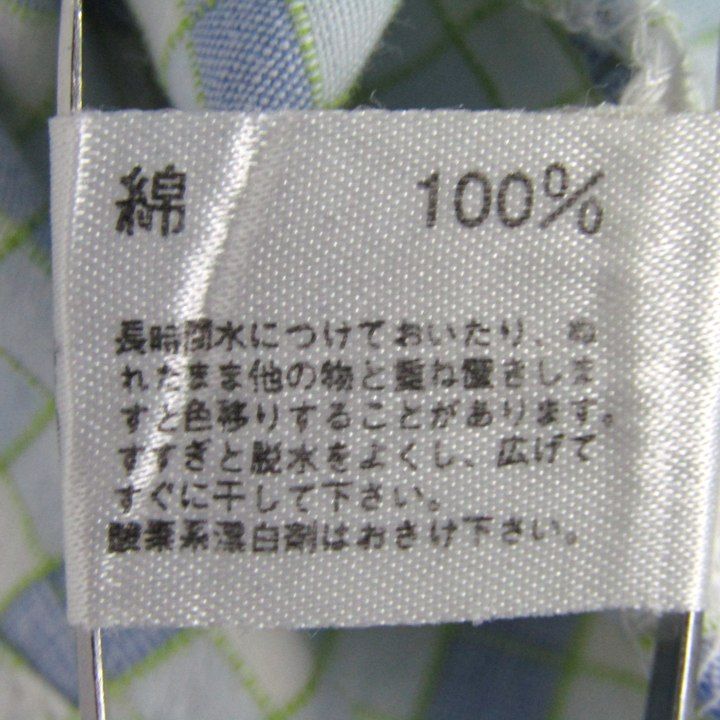 綿 100%
長時間水につけておいたり、ぬ
れたまま他の物と重ね置きしま
すと色移りすることがあります。
すすぎと脱水をよくし、広げて
すぐに干して下さい。
酸素系漂白剤はおさけ下さい。